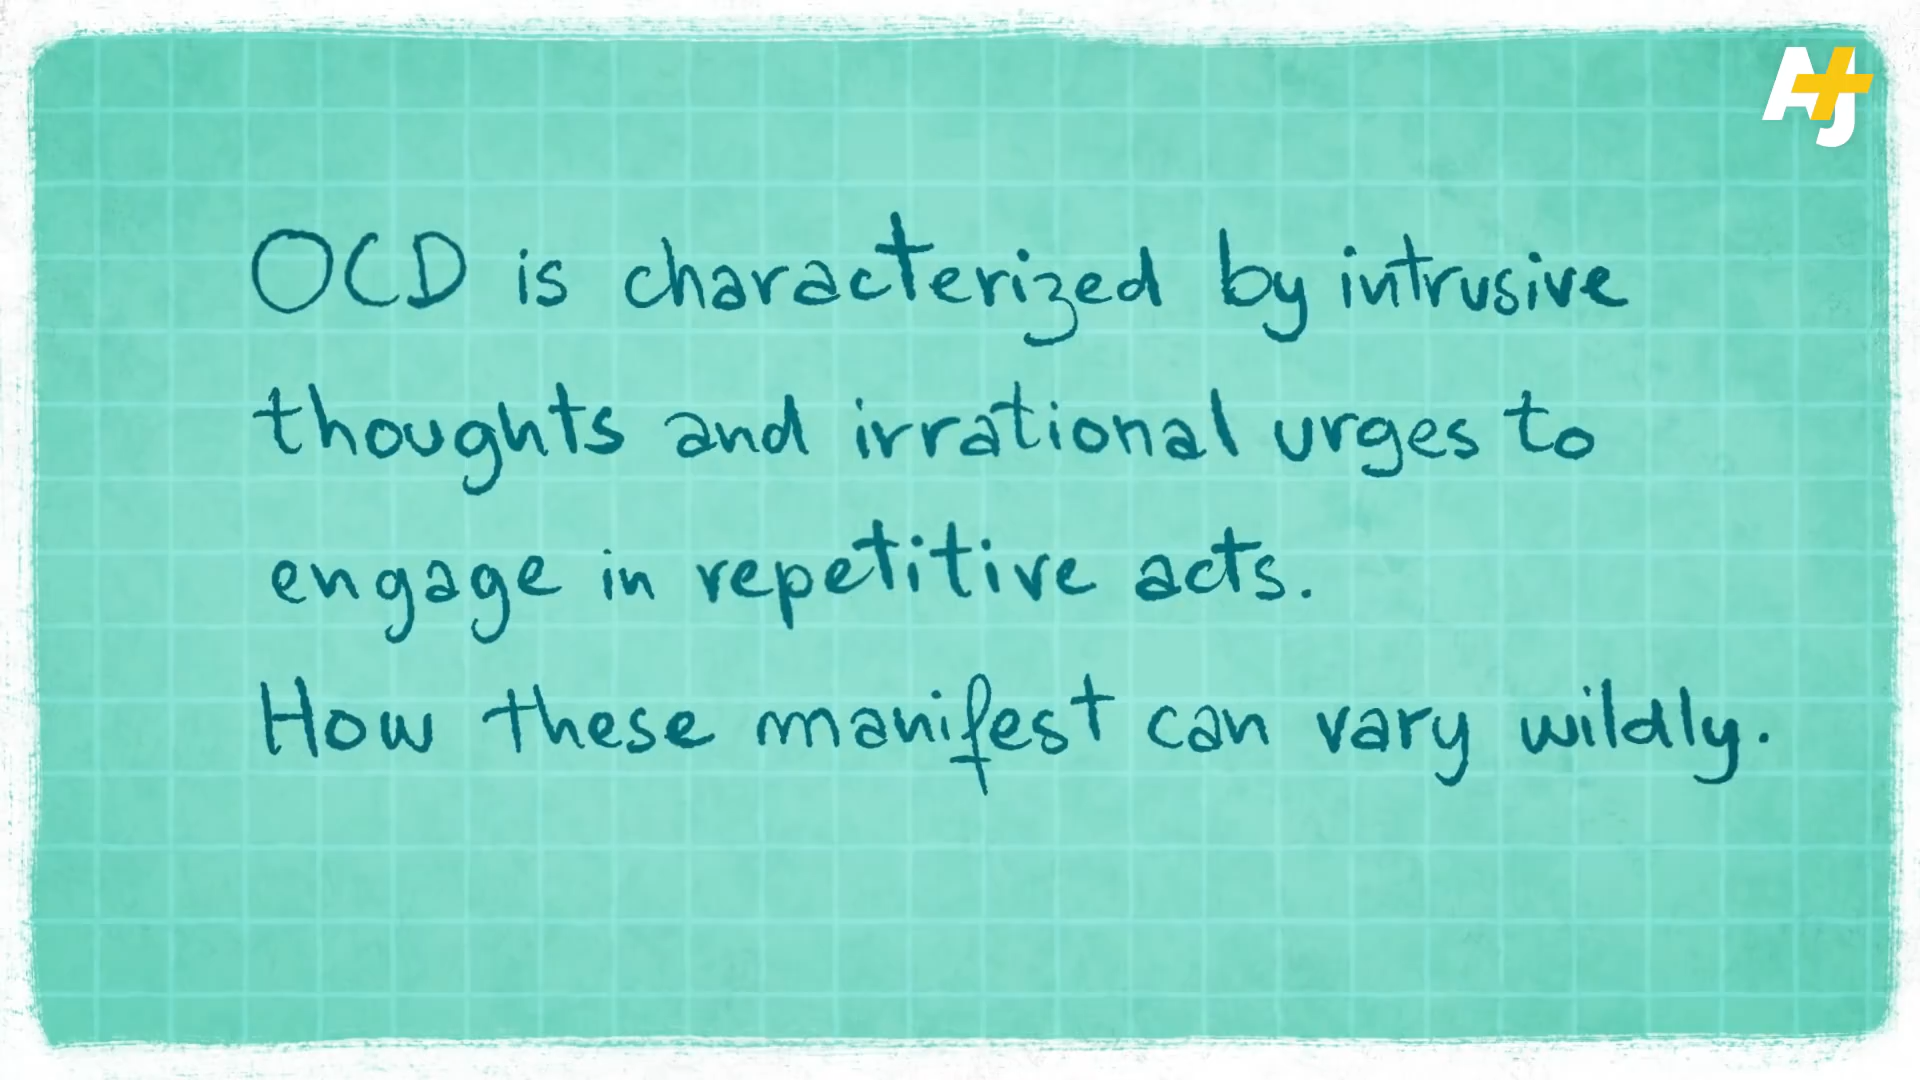 AJ+
OCD is characterized by intrusive
thoughts and irrational urges to
engage in repetitive acts.
How these manifest can vary wildly.